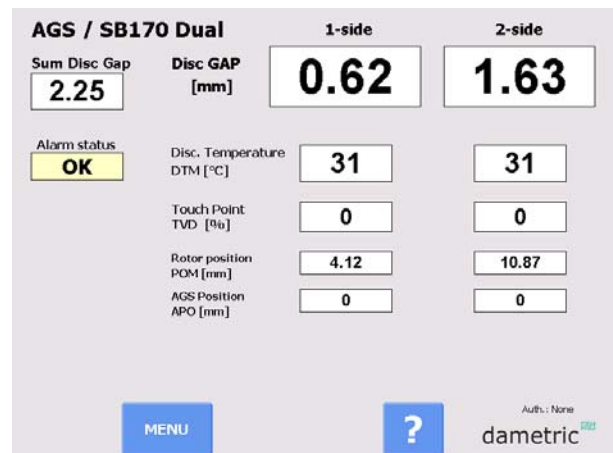 AGS / SB170 Dual 1-side 2-side
Sum Disc Gap Disc GAP
[mm] 0.62 1.63
2.25
Alarm status
OK
Disc. Temperature
DTM [°C] 31 31
Touch Point
TVD [%] 0 0
Rotor position
POM [mm] 4.12 10.87
AGS Position
APO [mm] 0 0
Auth.: None
MENU ? dametric